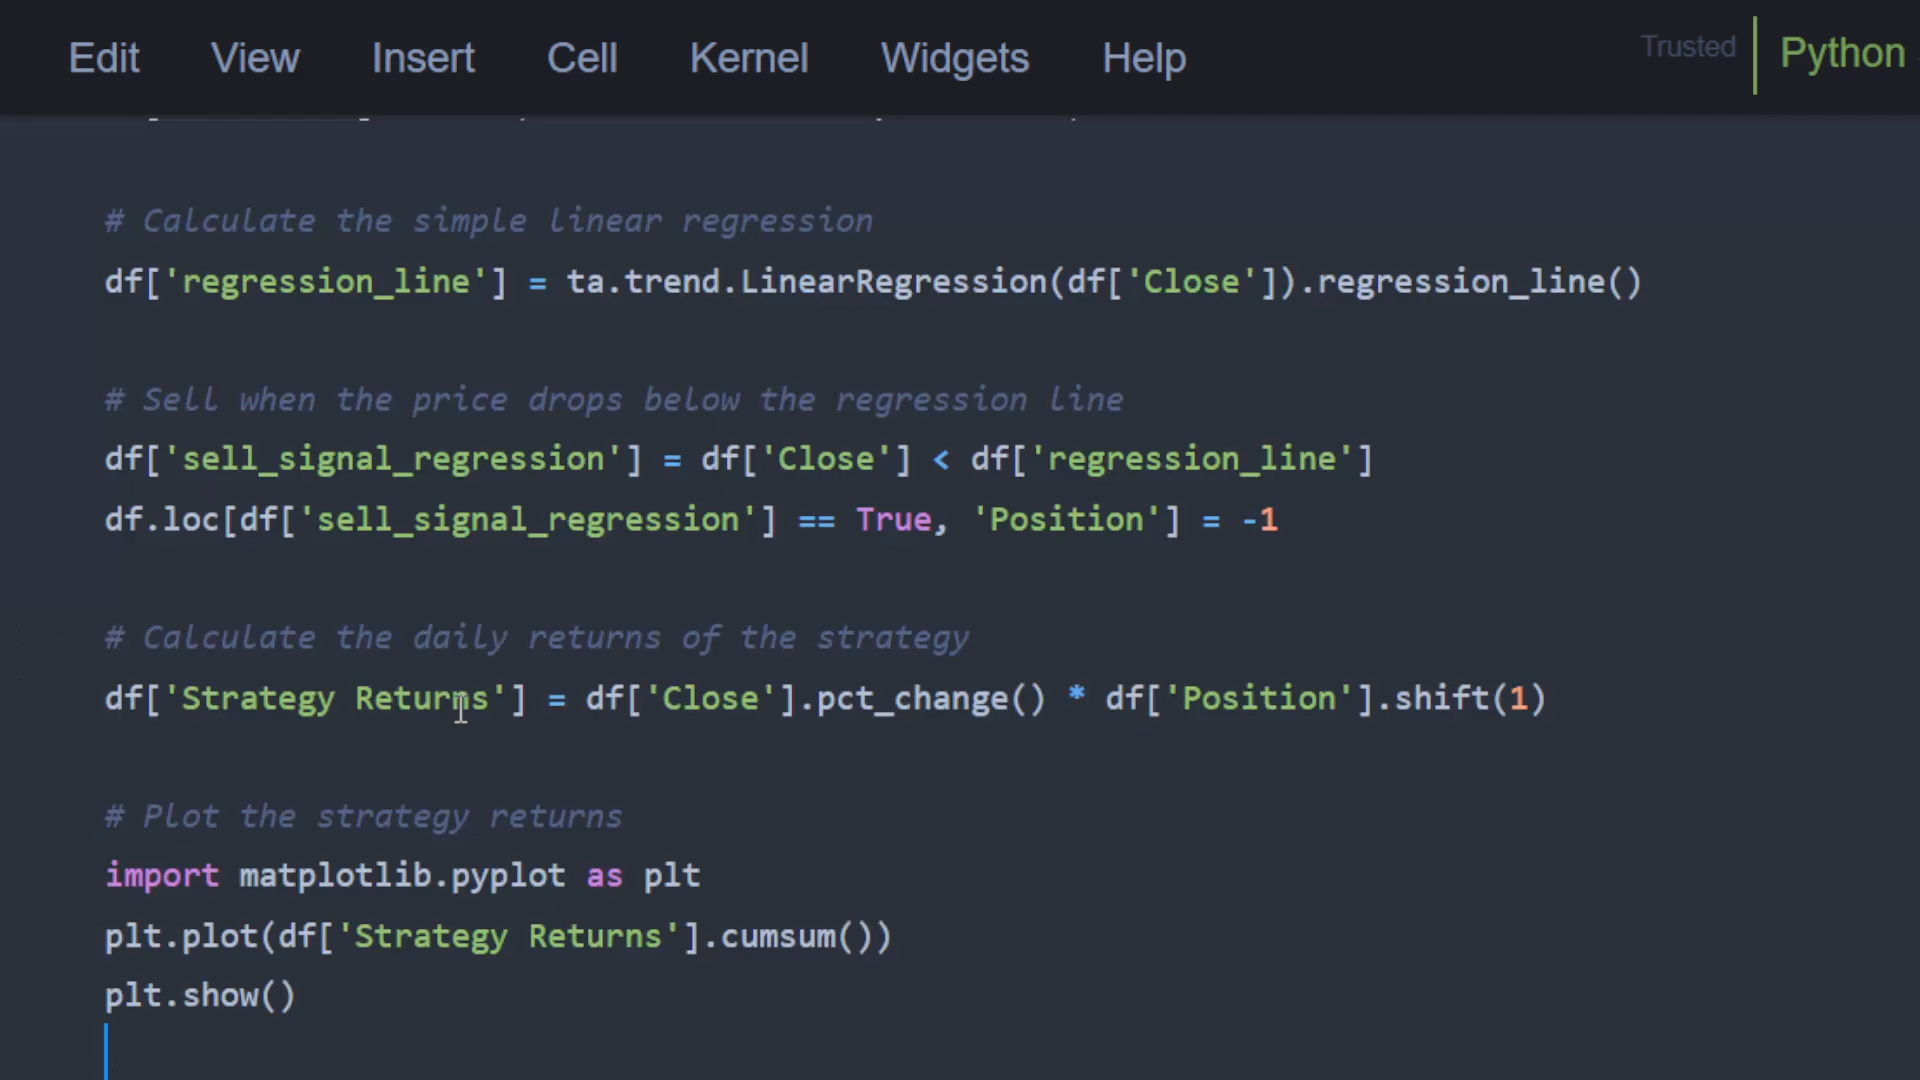 Edit View Insert Cell Kernel Widgets Help Trusted Python
# Calculate the simple linear regression
df['regression_line'] = ta.trend.LinearRegression(df['Close']).regression_line()
# Sell when the price drops below the regression line
df['sell_signal_regression'] = df['Close'] < df['regression_line']
df.loc[df['sell_signal_regression'] == True, 'Position'] = -1
# Calculate the daily returns of the strategy
df['Strategy Returns'] = df['Close'].pct_change() * df['Position'].shift(1)
# Plot the strategy returns
import matplotlib.pyplot as plt
plt.plot(df['Strategy Returns'].cumsum())
plt.show()